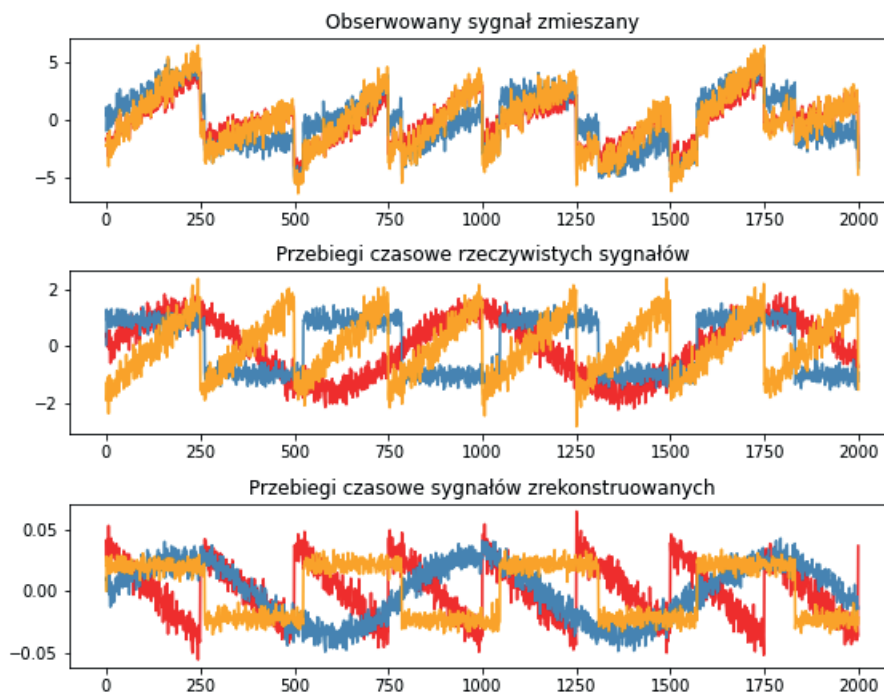 Obserwowany sygnał zmieszany
5
0
−5
0 250 500 750 1000 1250 1500 1750 2000
Przebiegi czasowe rzeczywistych sygnałów
2
0
−2
0 250 500 750 1000 1250 1500 1750 2000
Przebiegi czasowe sygnałów zrekonstruowanych
0.05
0.00
−0.05
0 250 500 750 1000 1250 1500 1750 2000